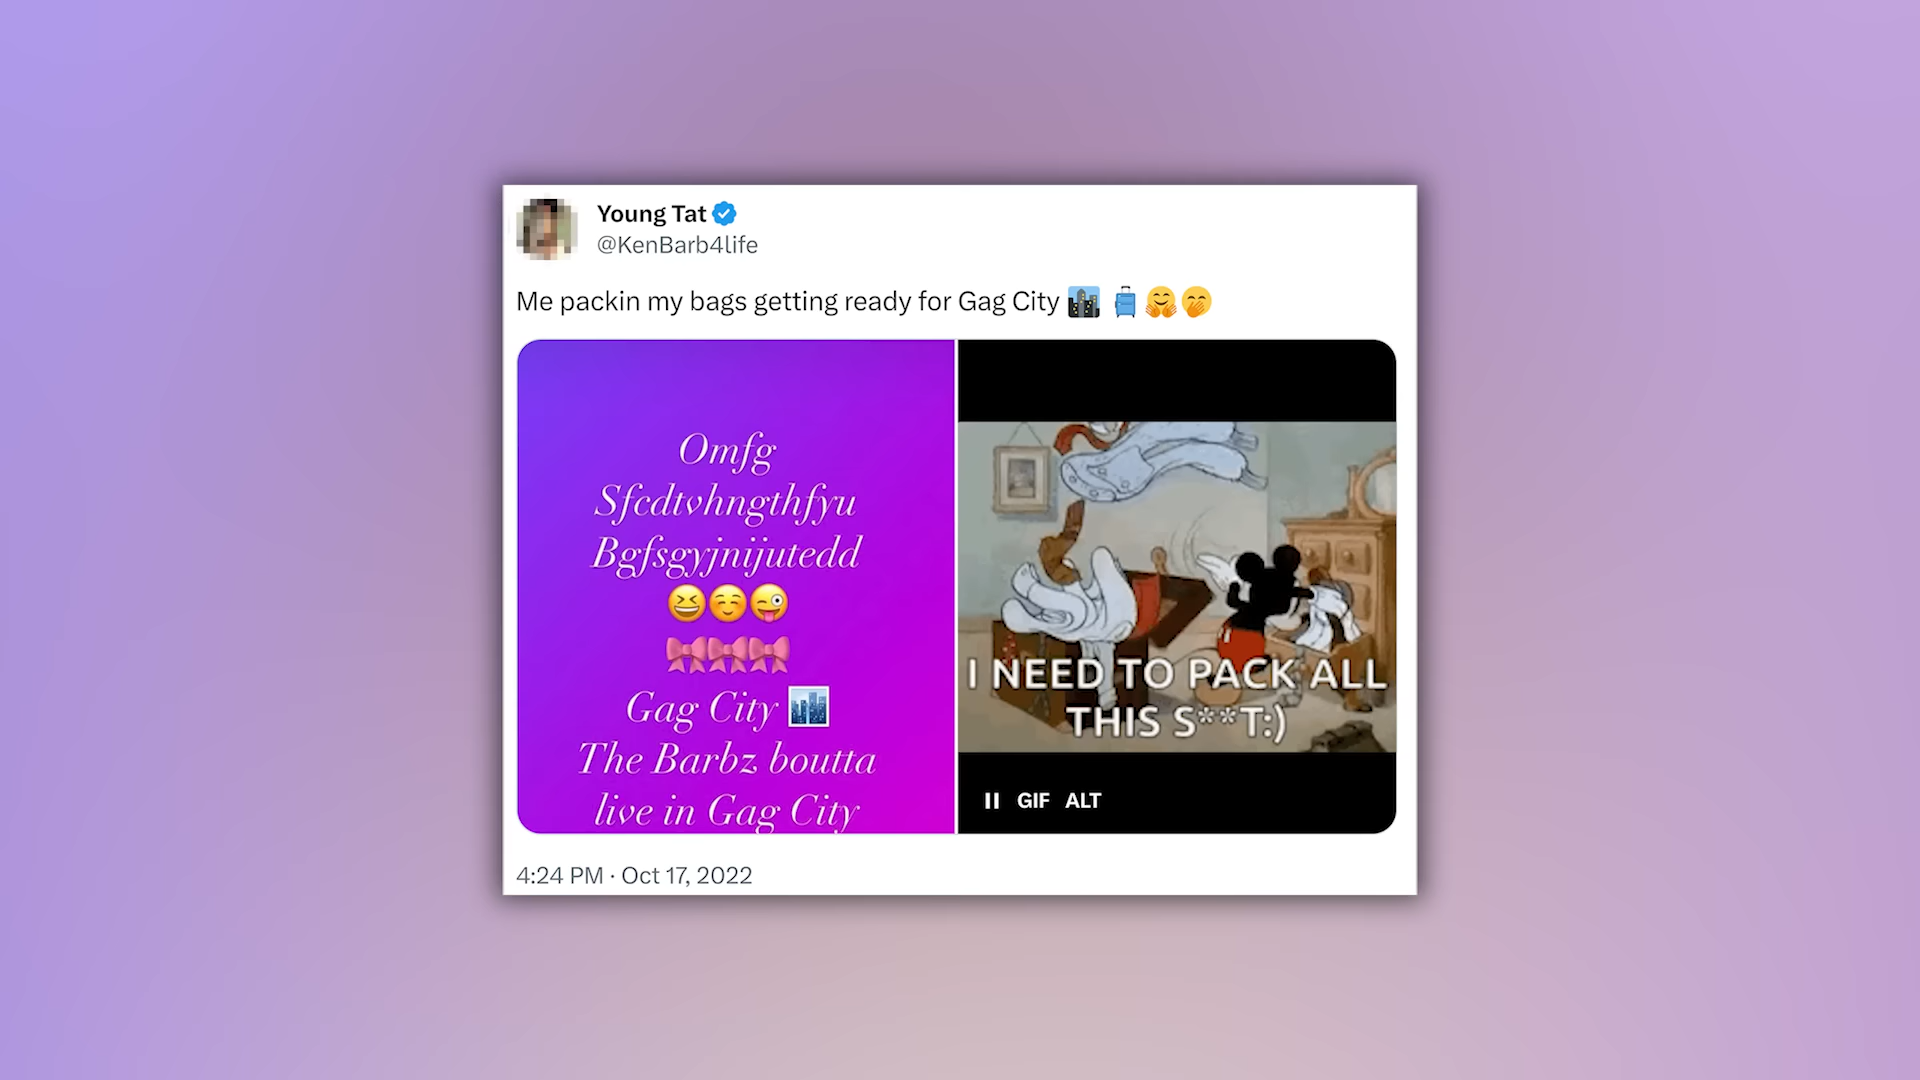 Young Tat
@KenBarb4life
Me packin my bags getting ready for Gag City 🏙️ 🧳🤗🤭
Omfg
Sfcdtvhngthfyu
Bgfsgyjnijutedd
😆☺️😜
🎀🎀🎀
Gag City 🏙️
The Barbz boutta
live in Gag City
I NEED TO PACK ALL
THIS S**T:)
GIF ALT
4:24 PM · Oct 17, 2022